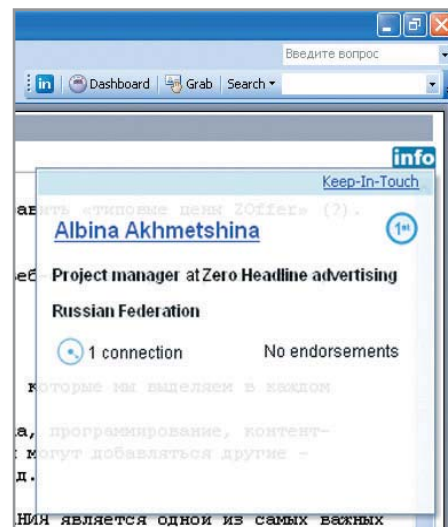 Введите вопрос
in Dashboard Grab Search
info
Keep-In-Touch
авить «типовые цены ZOffer» (?).
Albina Akhmetshina 1st
Project manager at Zero Headline advertising
Russian Federation
1 connection No endorsements
которые мы выделяем в каждом
ка, программирование, контент-
могут добавляться другие –
д.
НИЯ является одной из самых важных